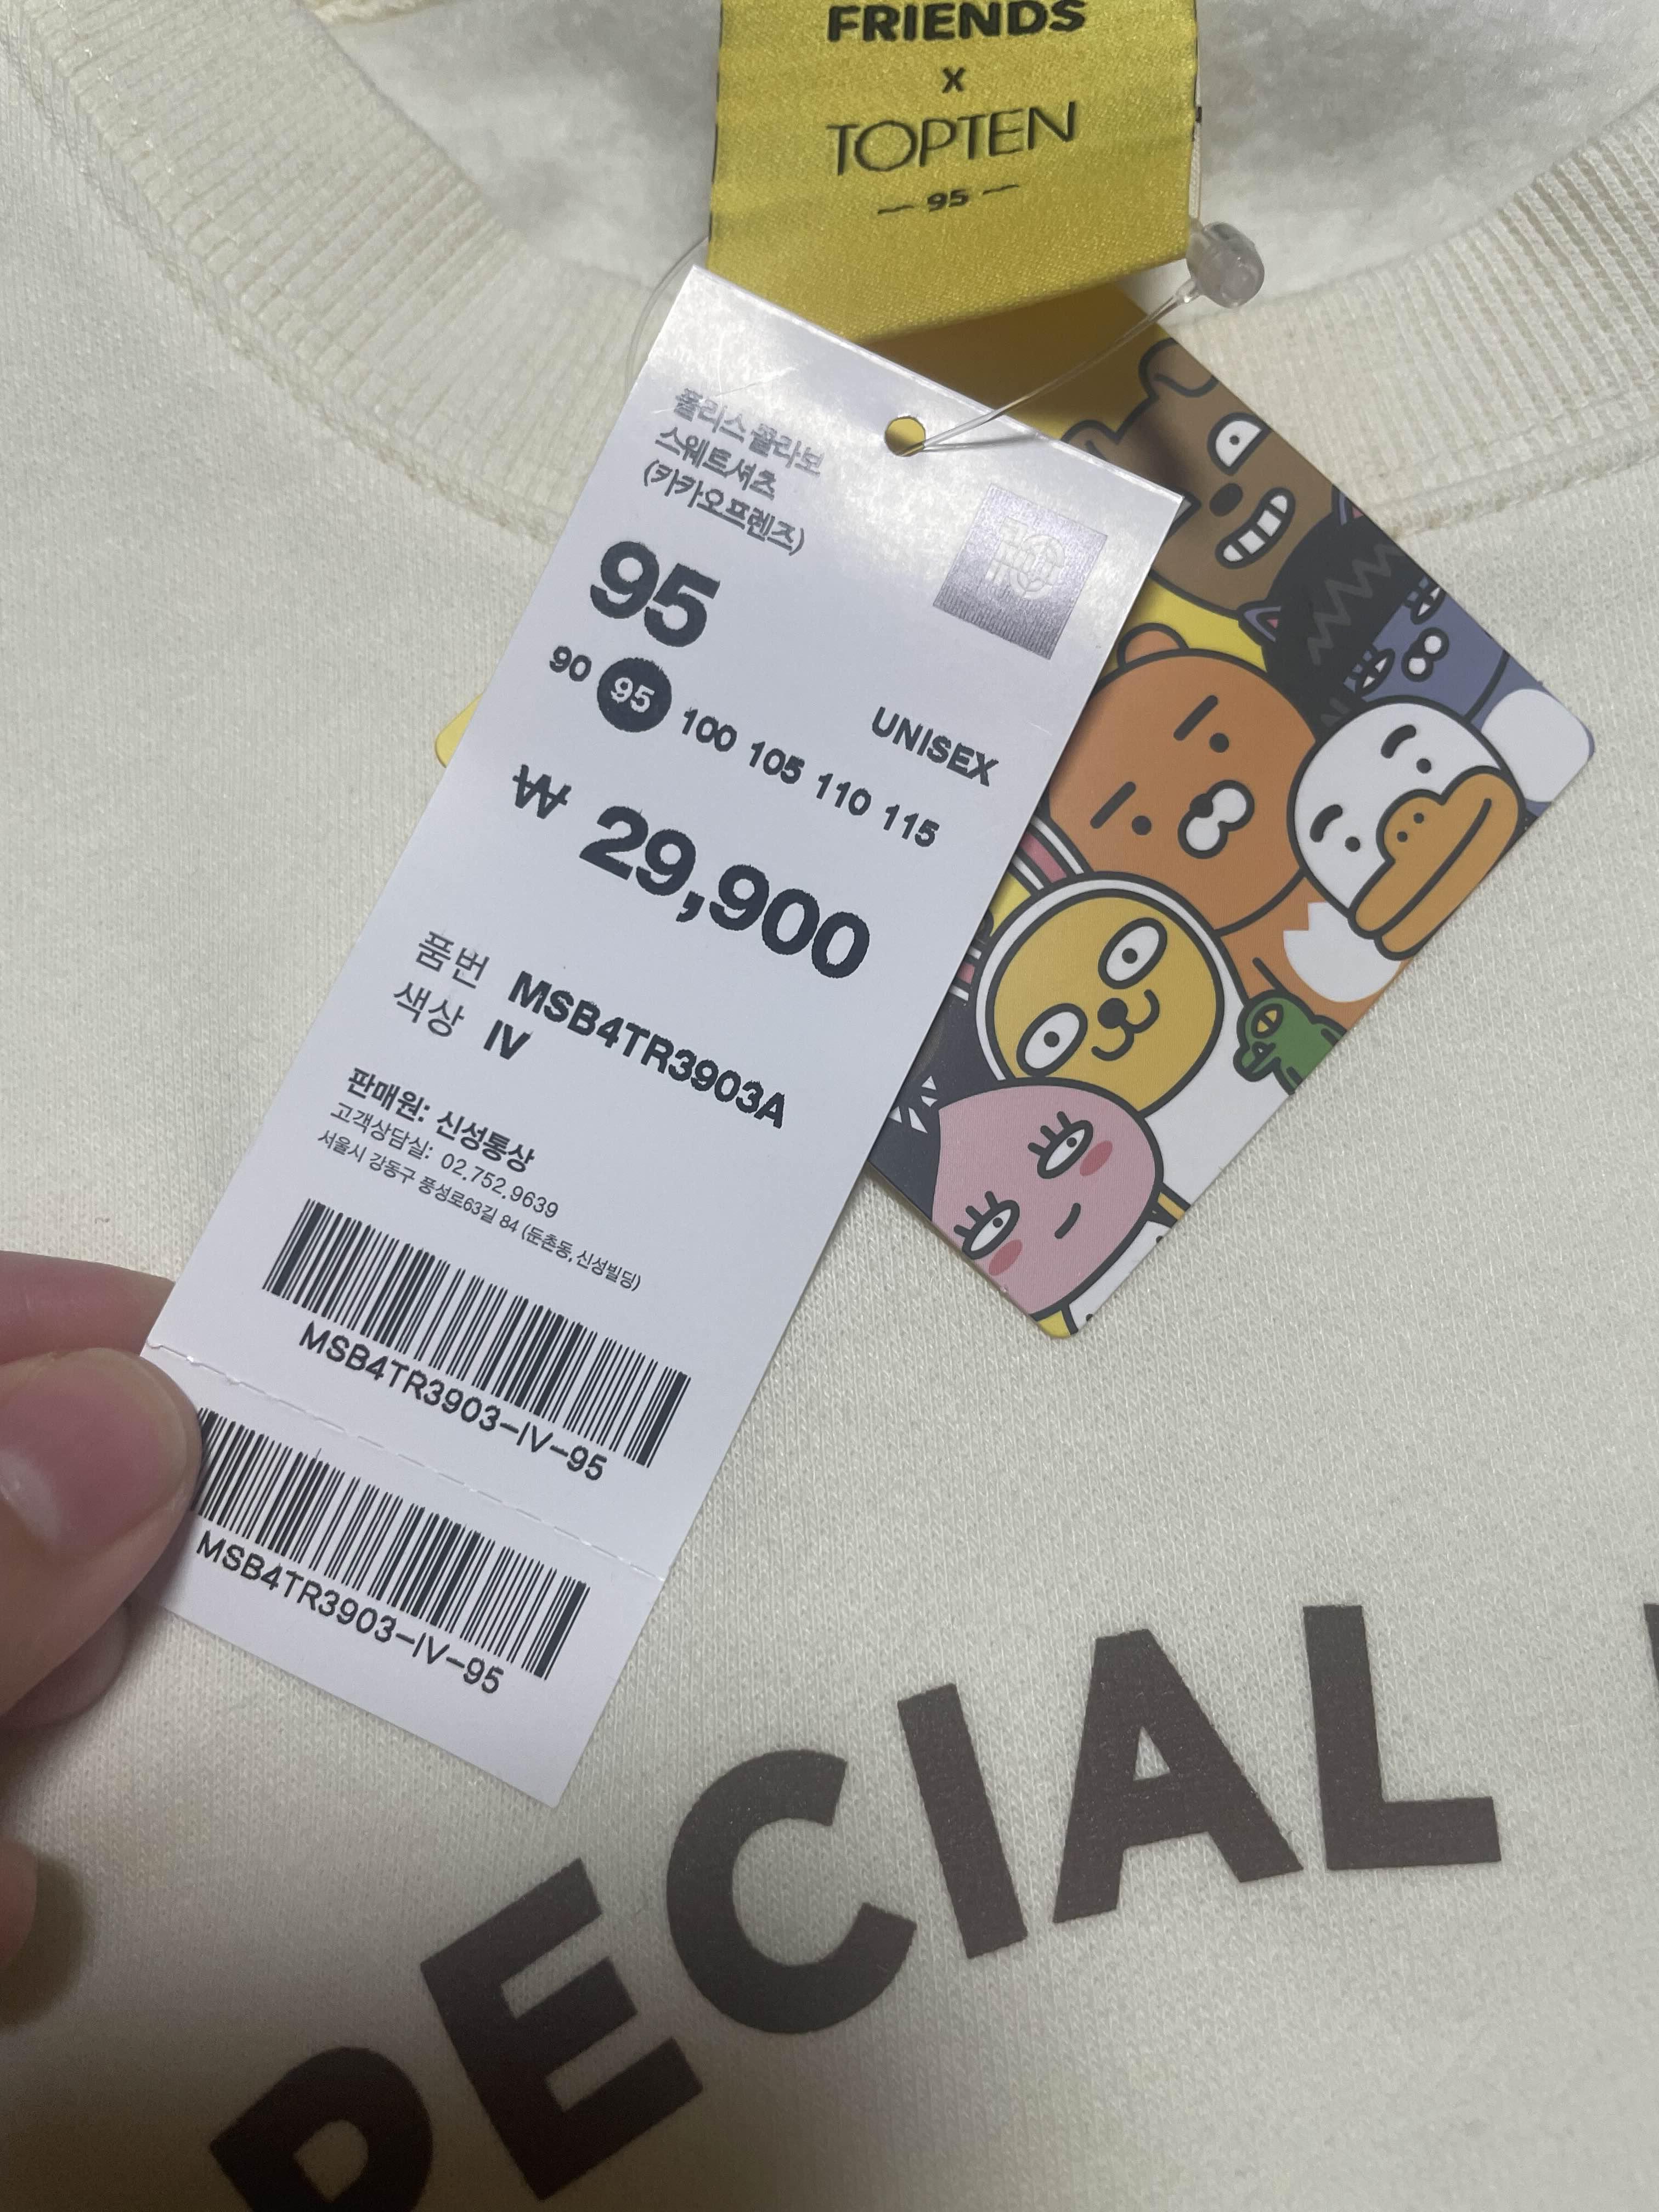 FRIENDS
X
TOPTEN
95
플리스 콜라보
스웨트셔츠
(카카오프렌즈)
95
UNISEX
90 95 100 105 110 115
₩ 29,900
품번 MSB4TR3903A
색상 IV
판매원: 신성통상
고객상담실: 02.752.9639
서울시 강동구 풍성로63길 84 (둔촌동, 신성빌딩)
MSB4TR3903-IV-95
MSB4TR3903-IV-95
PECIAL